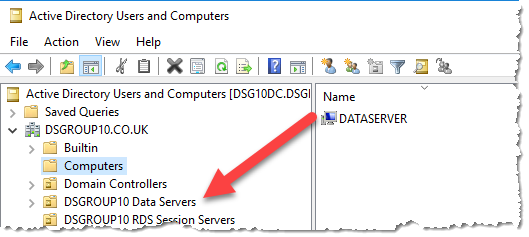 Active Directory Users and Computers
File Action View Help
Active Directory Users and Computers [DSG10DC.DSG
Saved Queries
DSGROUP10.CO.UK
Builtin
Computers
Domain Controllers
DSGROUP10 Data Servers
DSGROUP10 RDS Session Servers
Name
DATASERVER